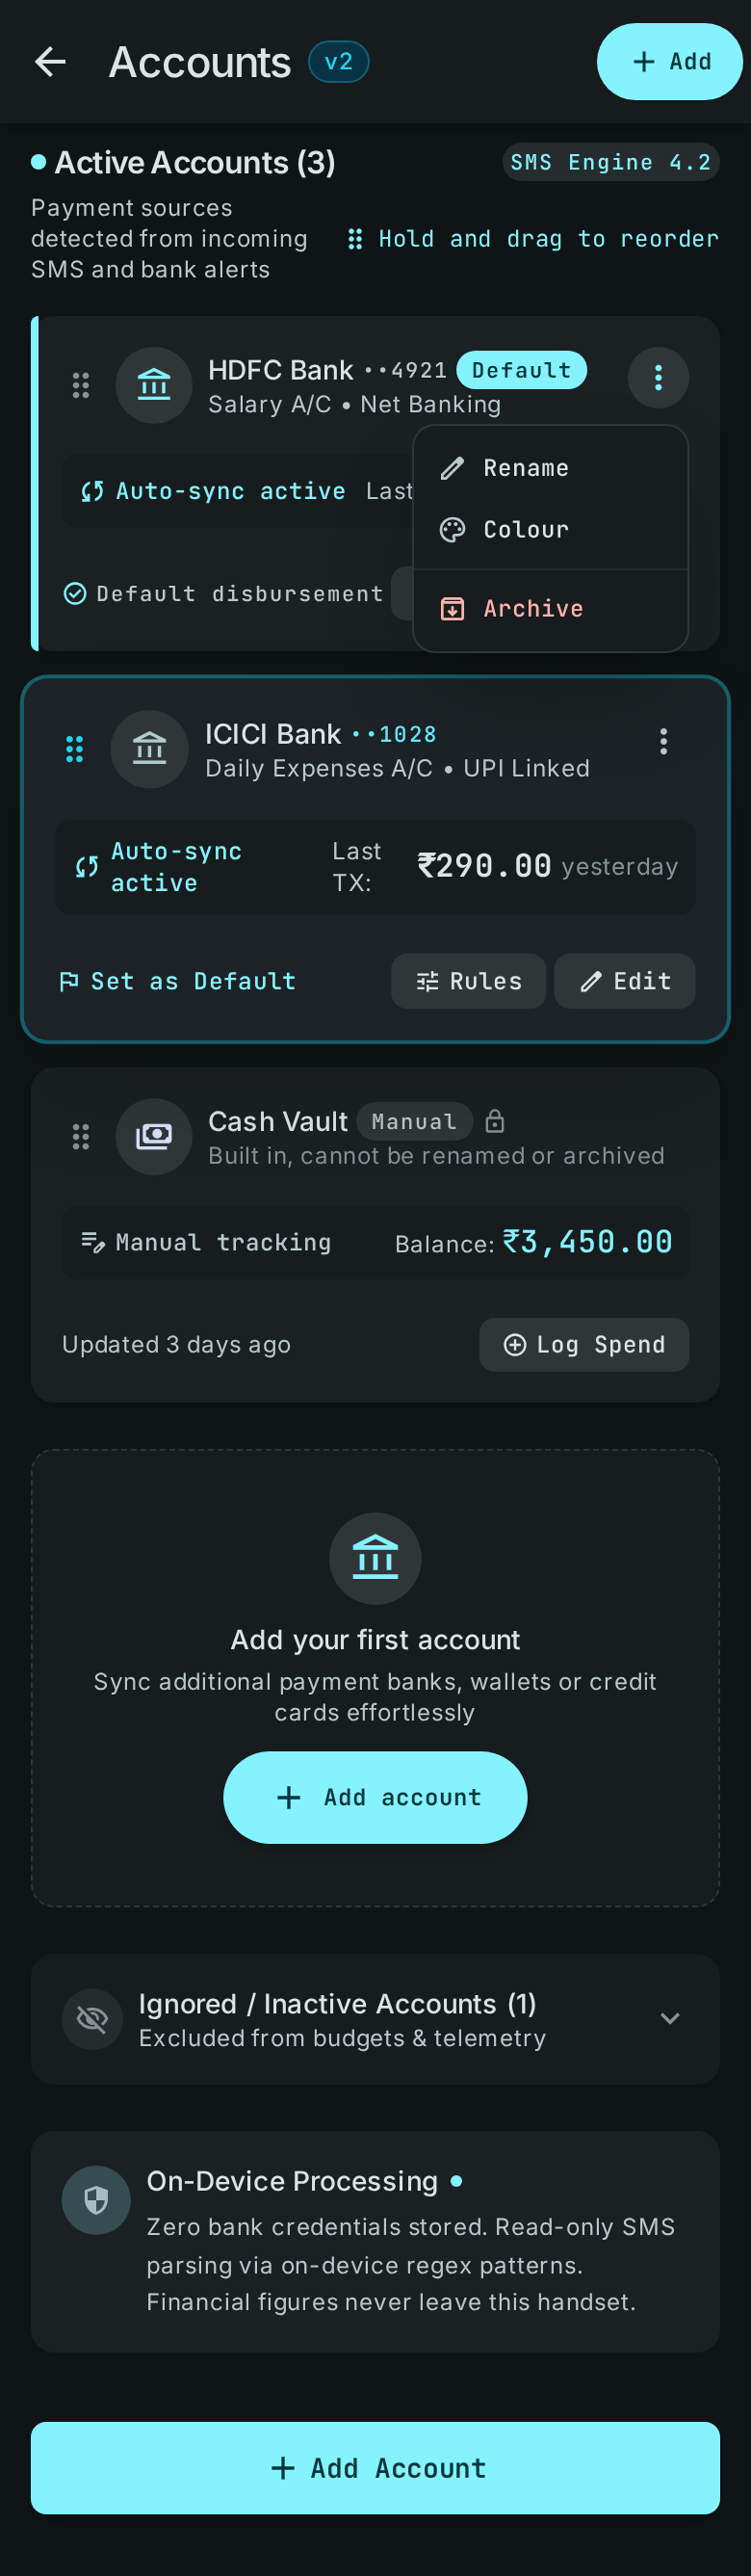 Accounts v2
Add
Active Accounts (3)
SMS Engine 4.2
Payment sources
detected from incoming
SMS and bank alerts
Hold and drag to reorder
HDFC Bank ••4921 Default
Salary A/C • Net Banking
Auto-sync active Last
Rename
Colour
Default disbursement
Archive
ICICI Bank ••1028
Daily Expenses A/C • UPI Linked
Auto-sync
active
Last
TX:
₹290.00 yesterday
Set as Default
Rules
Edit
Cash Vault Manual
Built in, cannot be renamed or archived
Manual tracking
Balance: ₹3,450.00
Updated 3 days ago
Log Spend
Add your first account
Sync additional payment banks, wallets or credit
cards effortlessly
Add account
Ignored / Inactive Accounts (1)
Excluded from budgets & telemetry
On-Device Processing
Zero bank credentials stored. Read-only SMS
parsing via on-device regex patterns.
Financial figures never leave this handset.
Add Account